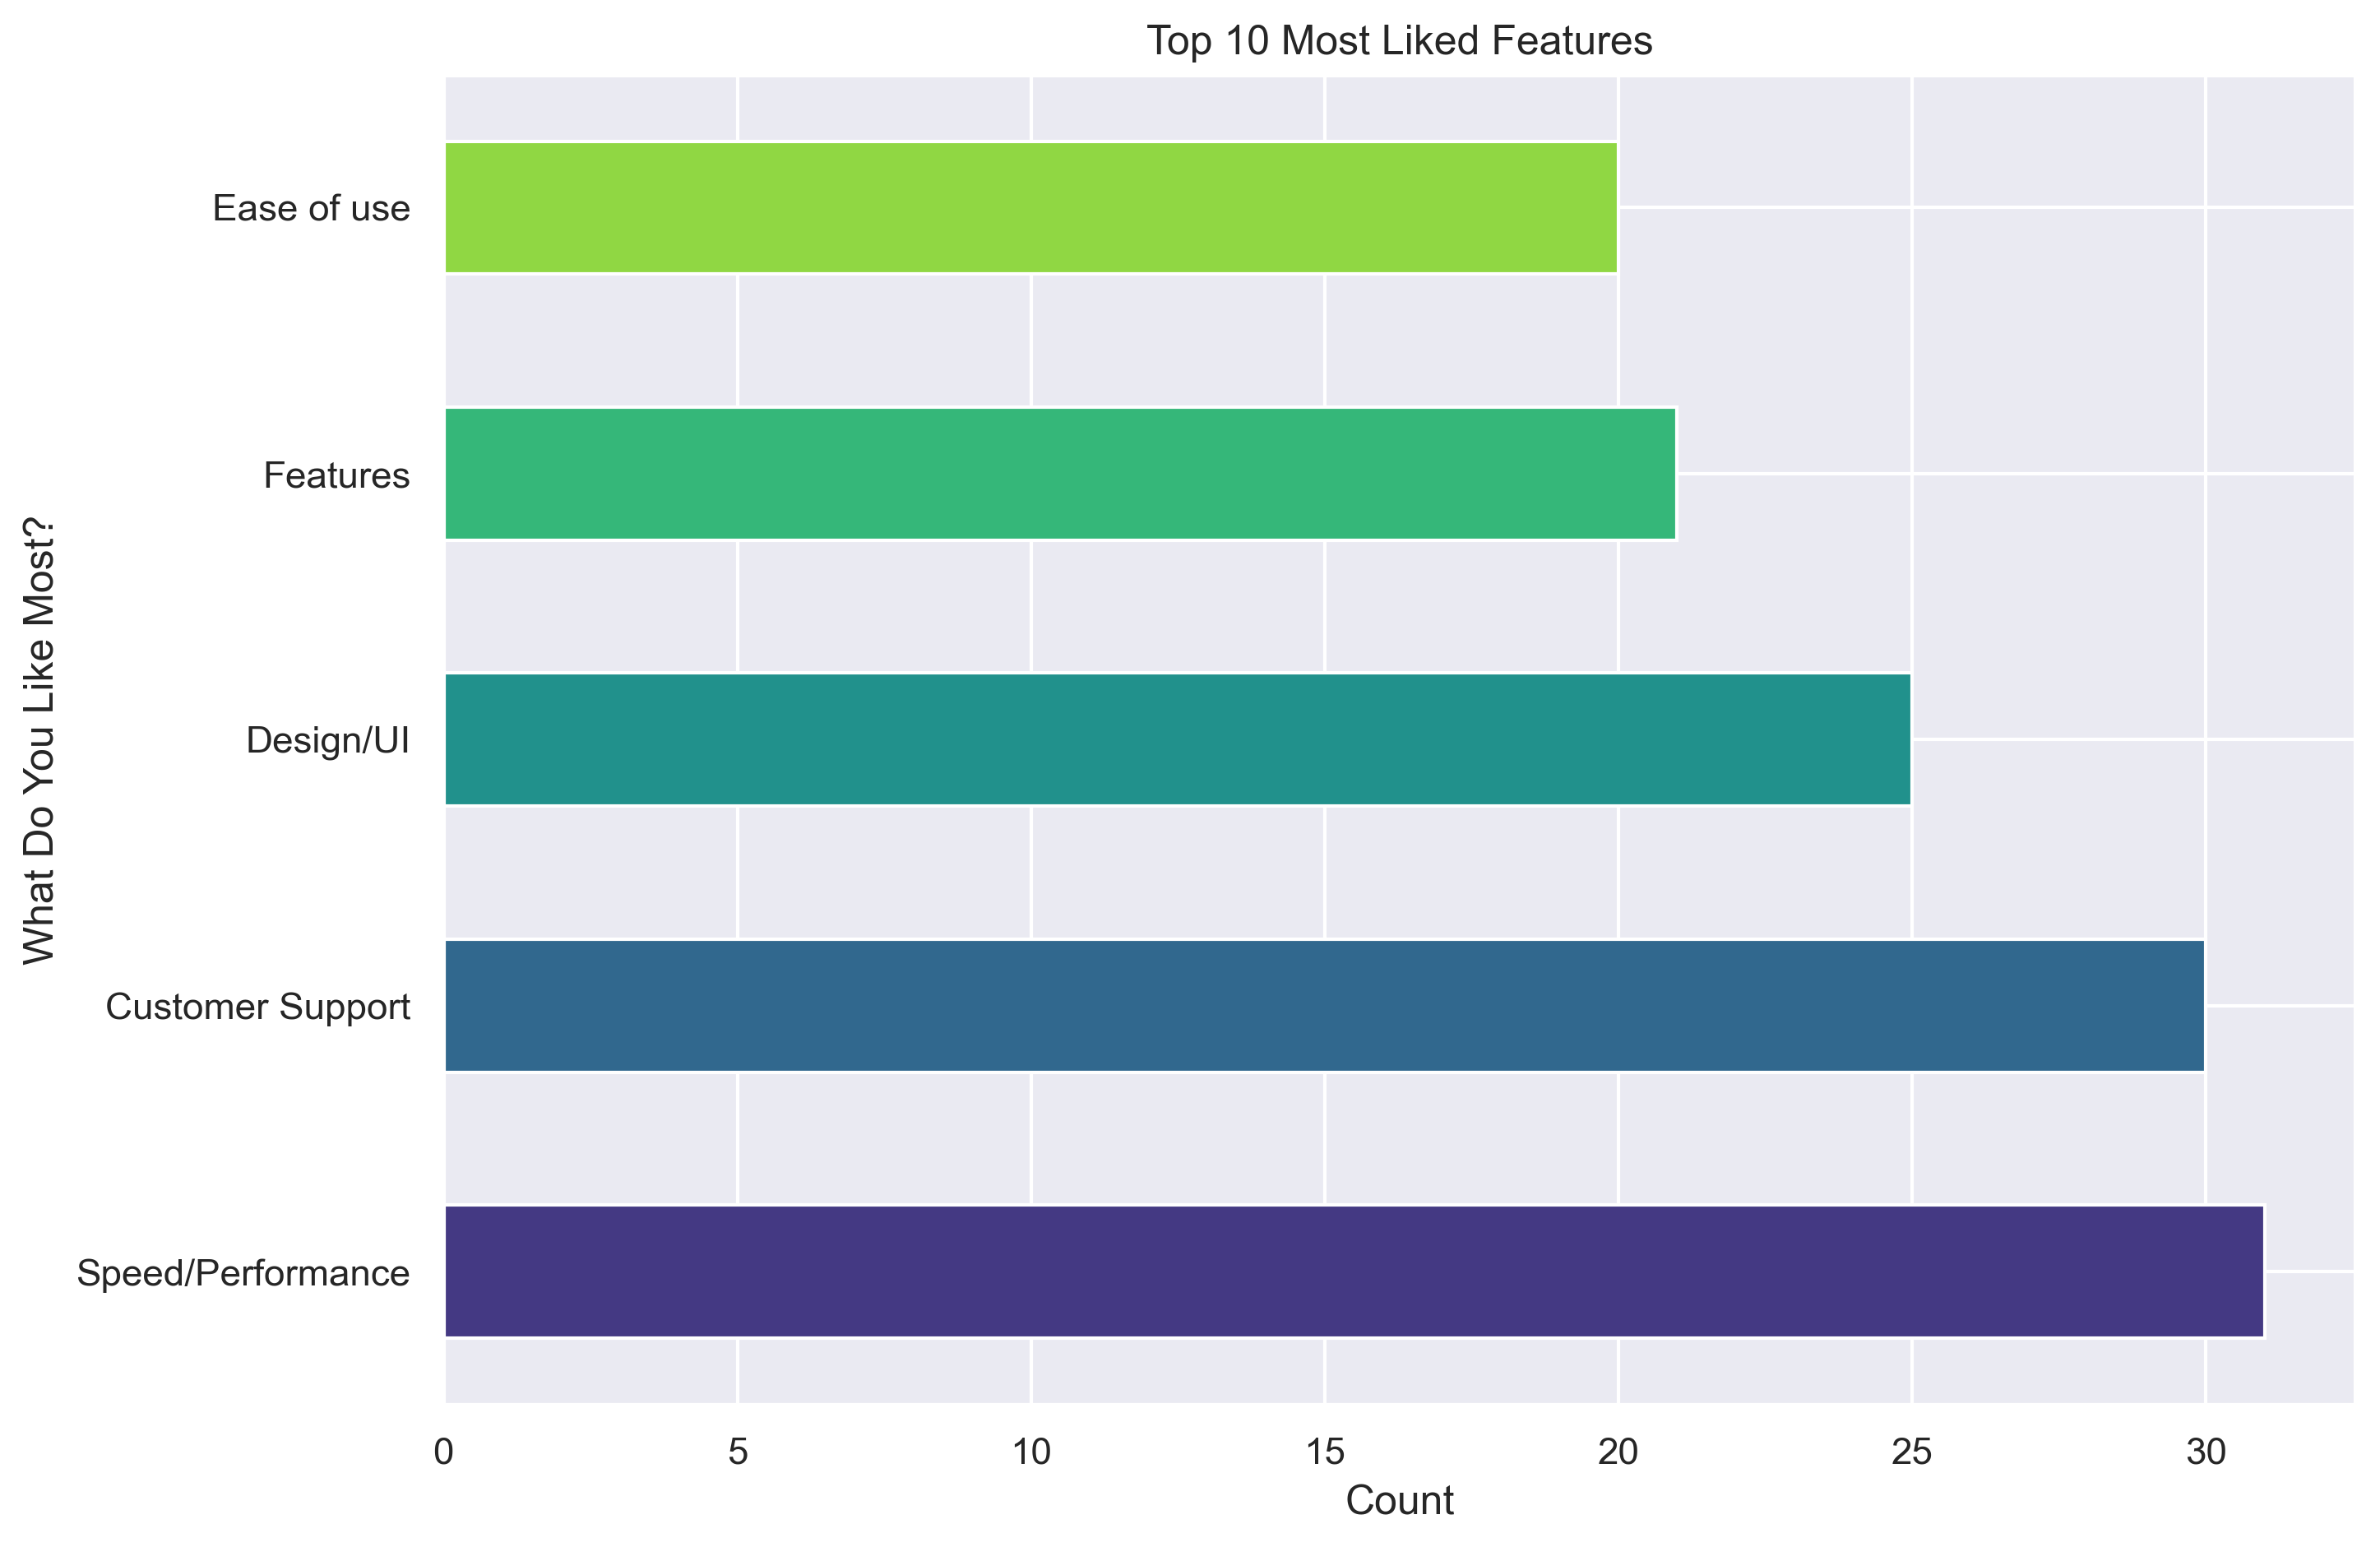 Top 10 Most Liked Features
What Do You Like Most?
Ease of use
Features
Design/UI
Customer Support
Speed/Performance
0 5 10 15 20 25 30
Count